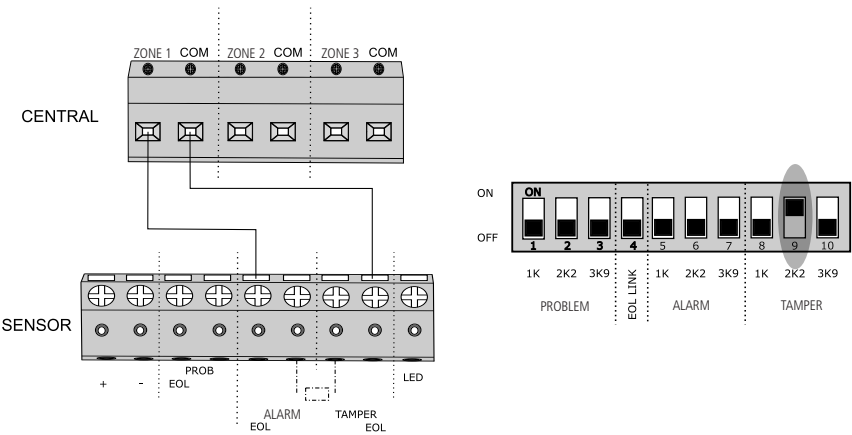 ZONE 1 COM ZONE 2 COM ZONE 3 COM
CENTRAL
SENSOR
+ - PROB
EOL
LED
ALARM
EOL
TAMPER
EOL
ON
OFF
ON
1 2 3 4 5 6 7 8 9 10
1K 2K2 3K9 EOL LINK 1K 2K2 3K9 1K 2K2 3K9
PROBLEM ALARM TAMPER